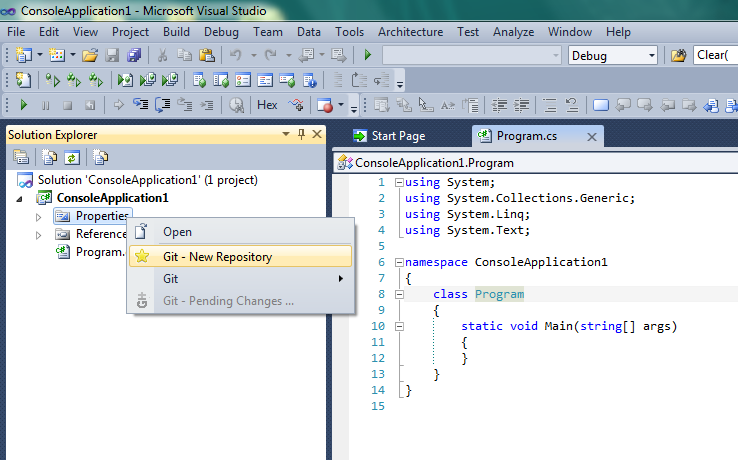 ConsoleApplication1 - Microsoft Visual Studio
File Edit View Project Build Debug Team Data Tools Architecture Test Analyze Window Help
Debug Clear(
Hex
Solution Explorer
Start Page Program.cs
ConsoleApplication1.Program
Solution 'ConsoleApplication1' (1 project)
ConsoleApplication1
Properties
Reference
Program.
Open
Git - New Repository
Git
Git - Pending Changes ...
1 using System;
2 using System.Collections.Generic;
3 using System.Linq;
4 using System.Text;
5
6 namespace ConsoleApplication1
7 {
8 class Program
9 {
10 static void Main(string[] args)
11 {
12 }
13 }
14 }
15